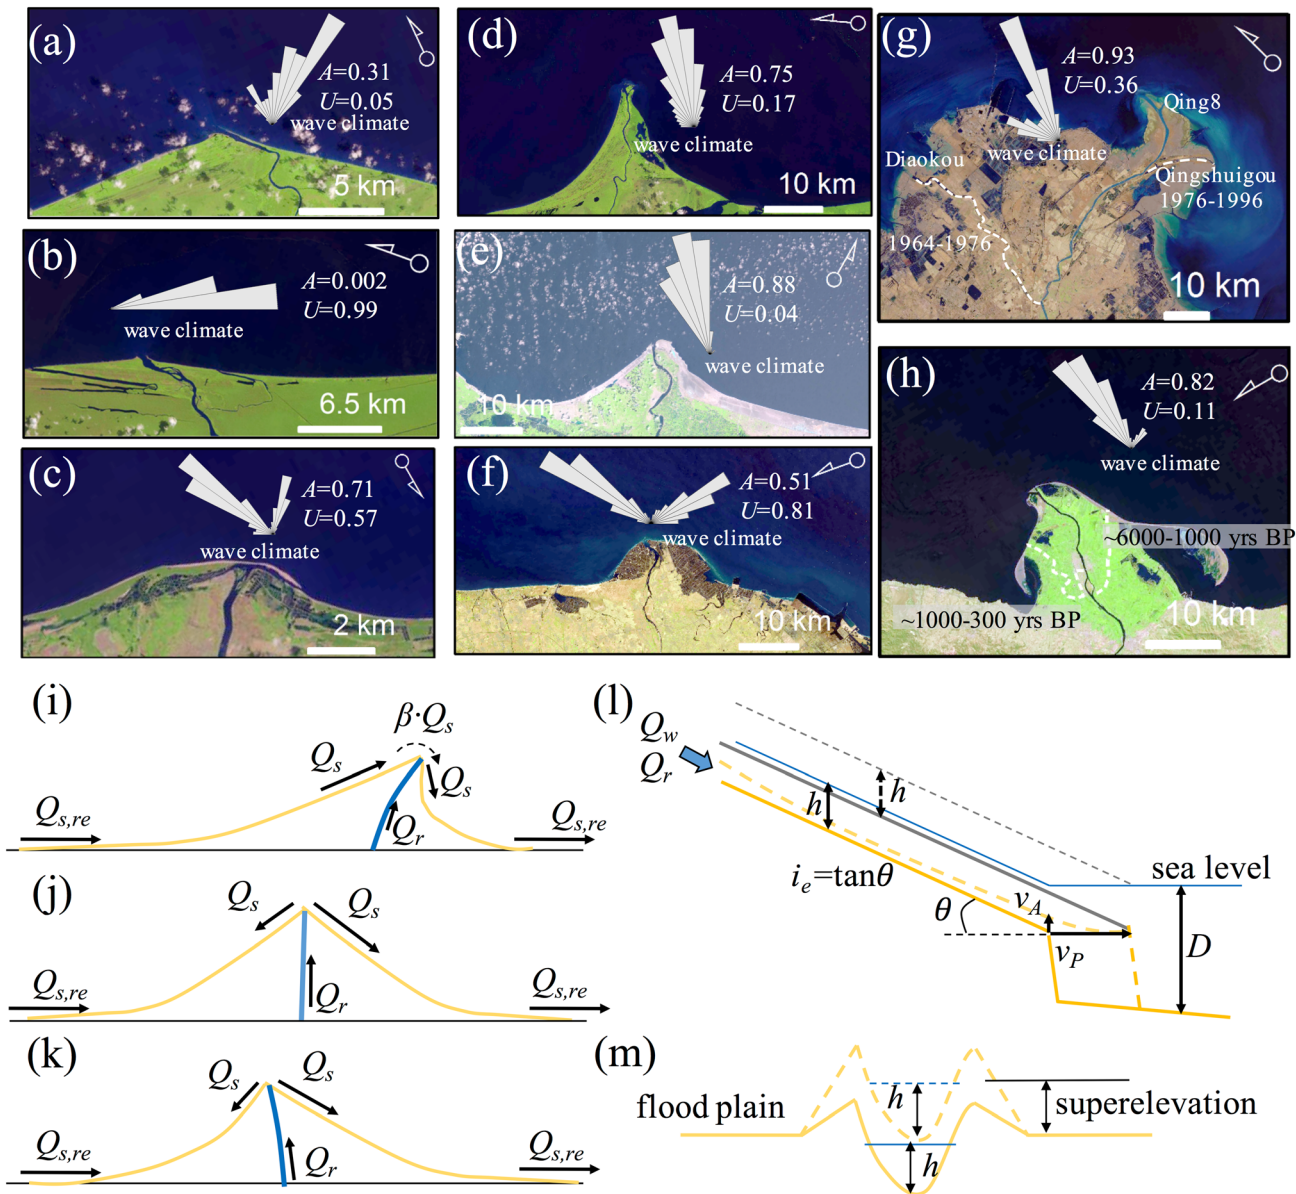 (a)
A=0.31
U=0.05
wave climate
5 km
(b)
A=0.002
U=0.99
wave climate
6.5 km
(c)
A=0.71
U=0.57
wave climate
2 km
(d)
A=0.75
U=0.17
wave climate
10 km
(e)
A=0.88
U=0.04
wave climate
10 km
(f)
A=0.51
U=0.81
wave climate
10 km
(g)
A=0.93
U=0.36
wave climate
Qing8
Diaokou
Qingshuigou
1976-1996
1964-1976
10 km
(h)
A=0.82
U=0.11
wave climate
~6000-1000 yrs BP
~1000-300 yrs BP
10 km
(i)
β·Qs
Qs
Qs
Qs,re
Qr
Qs,re
(j)
Qs
Qs
Qs,re
Qr
Qs,re
(k)
Qs
Qs
Qs,re
Qr
Qs,re
(l)
Qw
Qr
h
h
ie=tanθ
θ
vA
vP
sea level
D
(m)
flood plain
h
h
superelevation